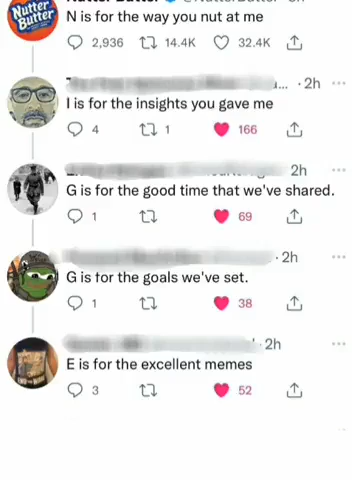 Nutter
Butter
N is for the way you nut at me
2,936 14.4K 32.4K
... · 2h ...
I is for the insights you gave me
4 1 166
2h ...
G is for the good time that we've shared.
1 69
· 2h ...
G is for the goals we've set.
1 38
· 2h ...
E is for the excellent memes
3 52